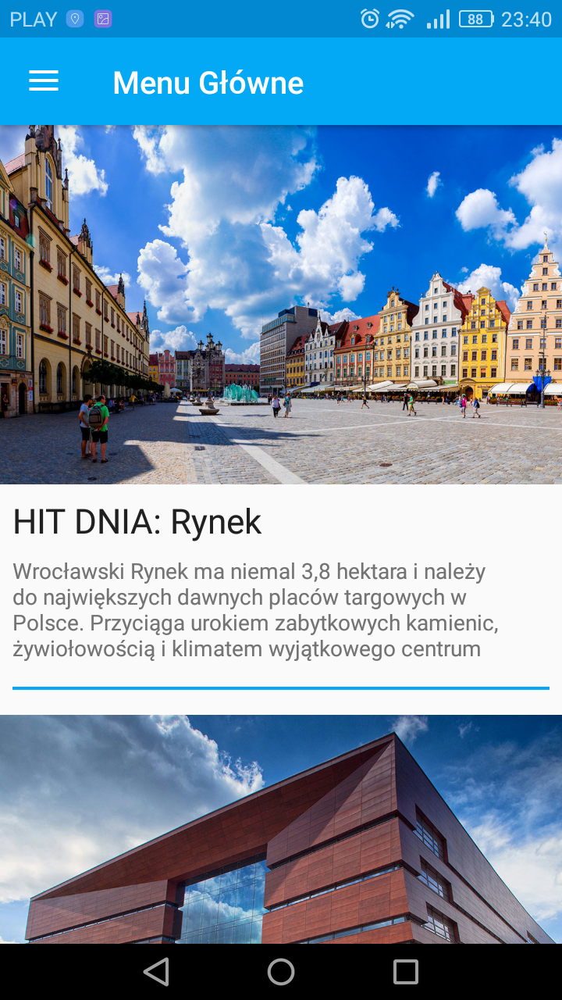 PLAY 88 23:40
Menu Główne
HIT DNIA: Rynek
Wrocławski Rynek ma niemal 3,8 hektara i należy
do największych dawnych placów targowych w
Polsce. Przyciąga urokiem zabytkowych kamienic,
żywiołowością i klimatem wyjątkowego centrum